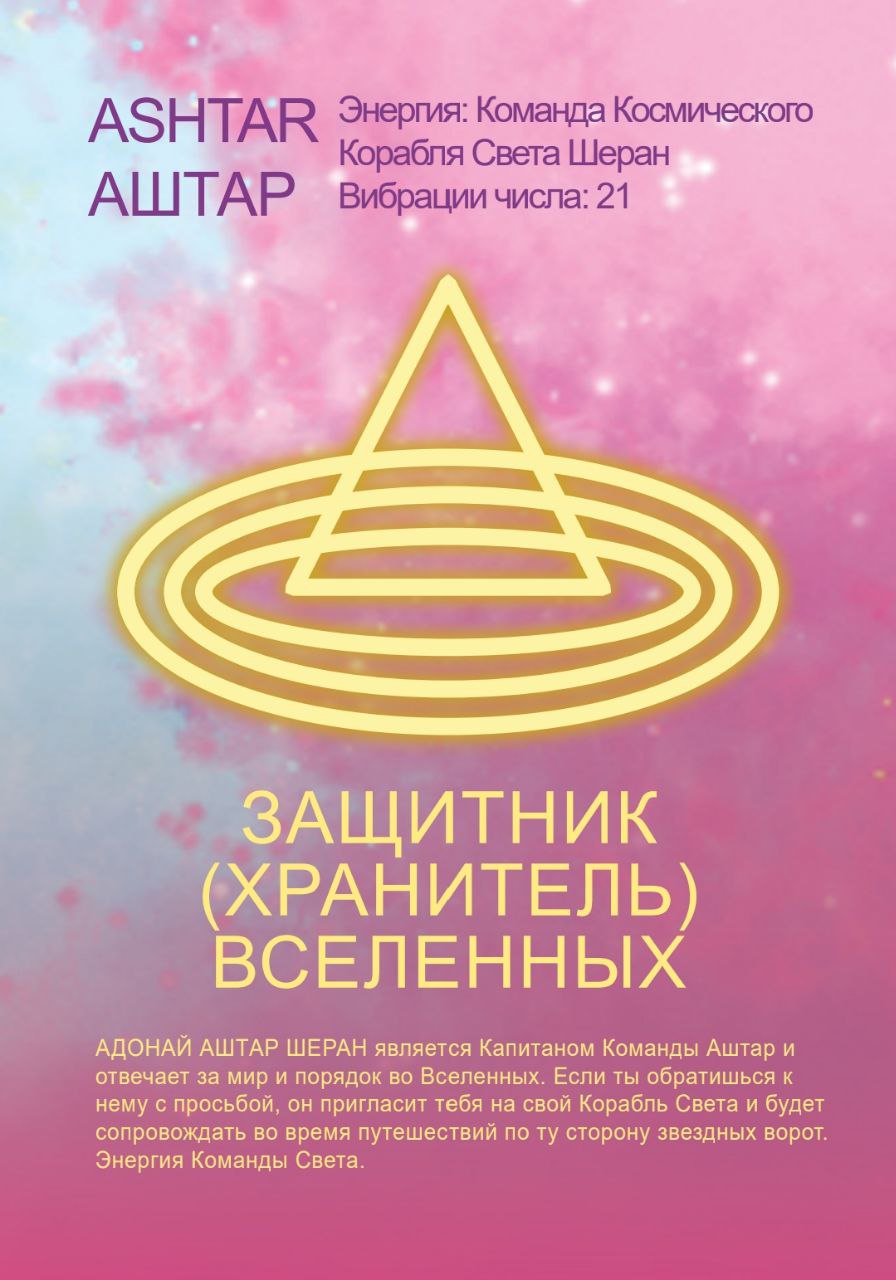 ASHTAR
АШТАР
Энергия: Команда Космического
Корабля Света Шеран
Вибрации числа: 21
ЗАЩИТНИК
(ХРАНИТЕЛЬ)
ВСЕЛЕННЫХ
АДОНАЙ АШТАР ШЕРАН является Капитаном Команды Аштар и
отвечает за мир и порядок во Вселенных. Если ты обратишься к
нему с просьбой, он пригласит тебя на свой Корабль Света и будет
сопровождать во время путешествий по ту сторону звездных ворот.
Энергия Команды Света.